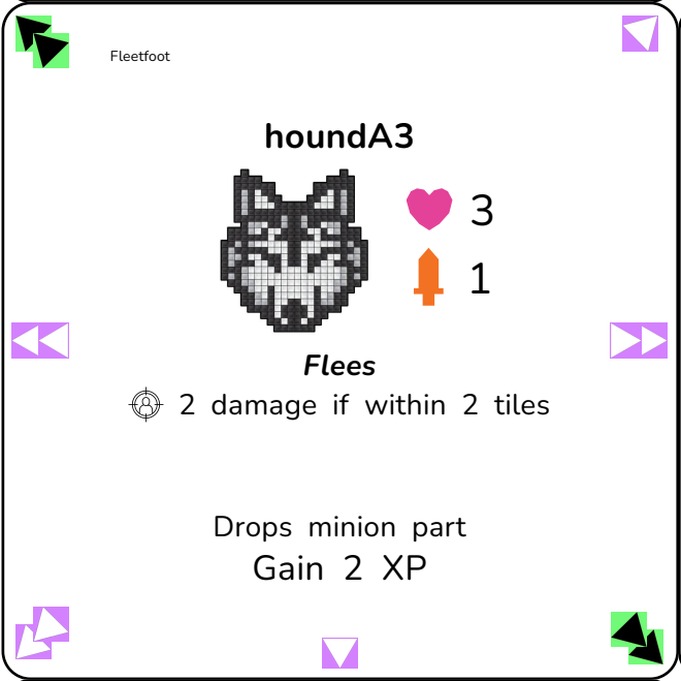 Fleetfoot
houndA3
3
1
Flees
2 damage if within 2 tiles
Drops minion part
Gain 2 XP